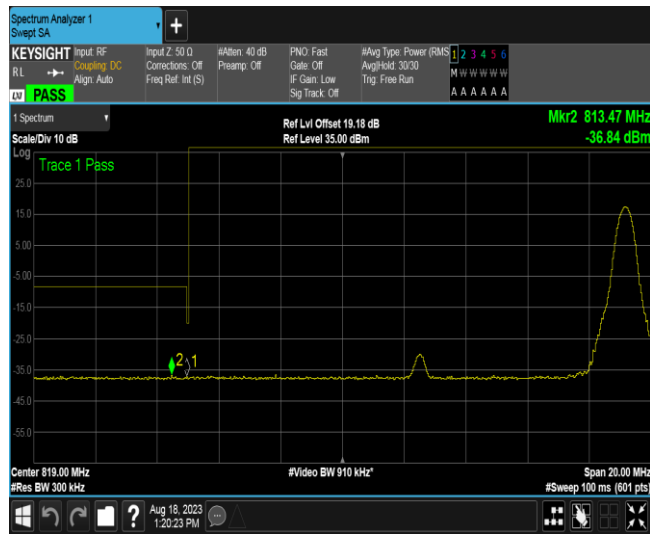 Spectrum Analyzer 1
Swept SA
+
KEYSIGHT
RL
LXI PASS
Input: RF
Coupling: DC
Align: Auto
Input Z: 50 Ω
Corrections: Off
Freq Ref: Int (S)
#Atten: 40 dB
Preamp: Off
PNO: Fast
Gate: Off
IF Gain: Low
Sig Track: Off
#Avg Type: Power (RMS
Avg|Hold: 30/30
Trig: Free Run
1 2 3 4 5 6
M W W W W W
A A A A A A
1 Spectrum
Scale/Div 10 dB
Ref Lvl Offset 19.18 dB
Ref Level 35.00 dBm
Mkr2 813.47 MHz
-36.84 dBm
Log
Trace 1 Pass
25.0
15.0
5.00
-5.00
-15.0
-25.0
2 1
-35.0
-45.0
-55.0
Center 819.00 MHz
#Res BW 300 kHz
#Video BW 910 kHz*
Span 20.00 MHz
#Sweep 100 ms (601 pts)
?
Aug 18, 2023
1:20:23 PM